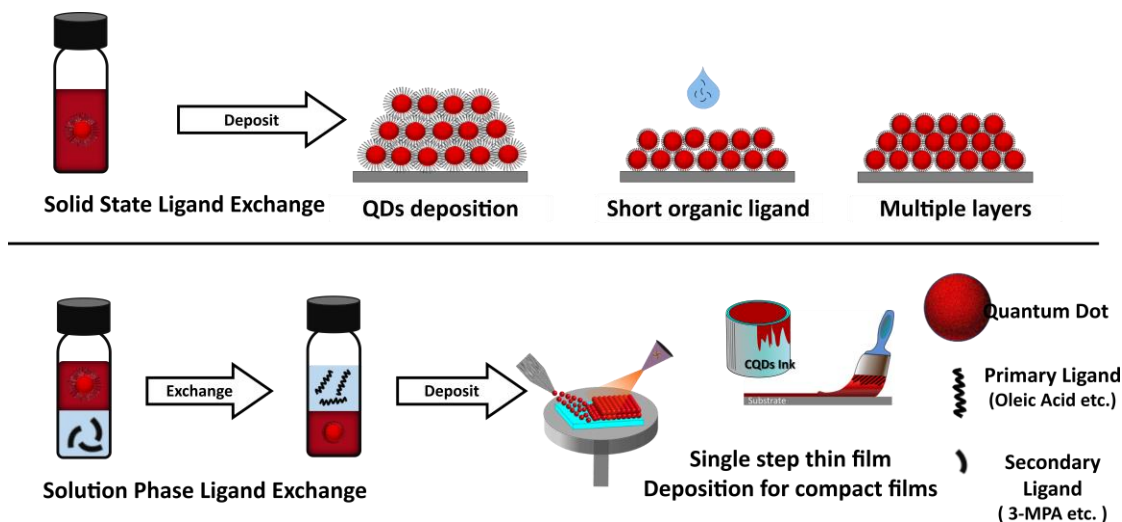 Deposit
Solid State Ligand Exchange
QDs deposition
Short organic ligand
Multiple layers
Exchange
Deposit
CQDs Ink
Substrate
Quantum Dot
Primary Ligand
(Oleic Acid etc.)
Solution Phase Ligand Exchange
Single step thin film
Deposition for compact films
Secondary
Ligand
( 3-MPA etc. )